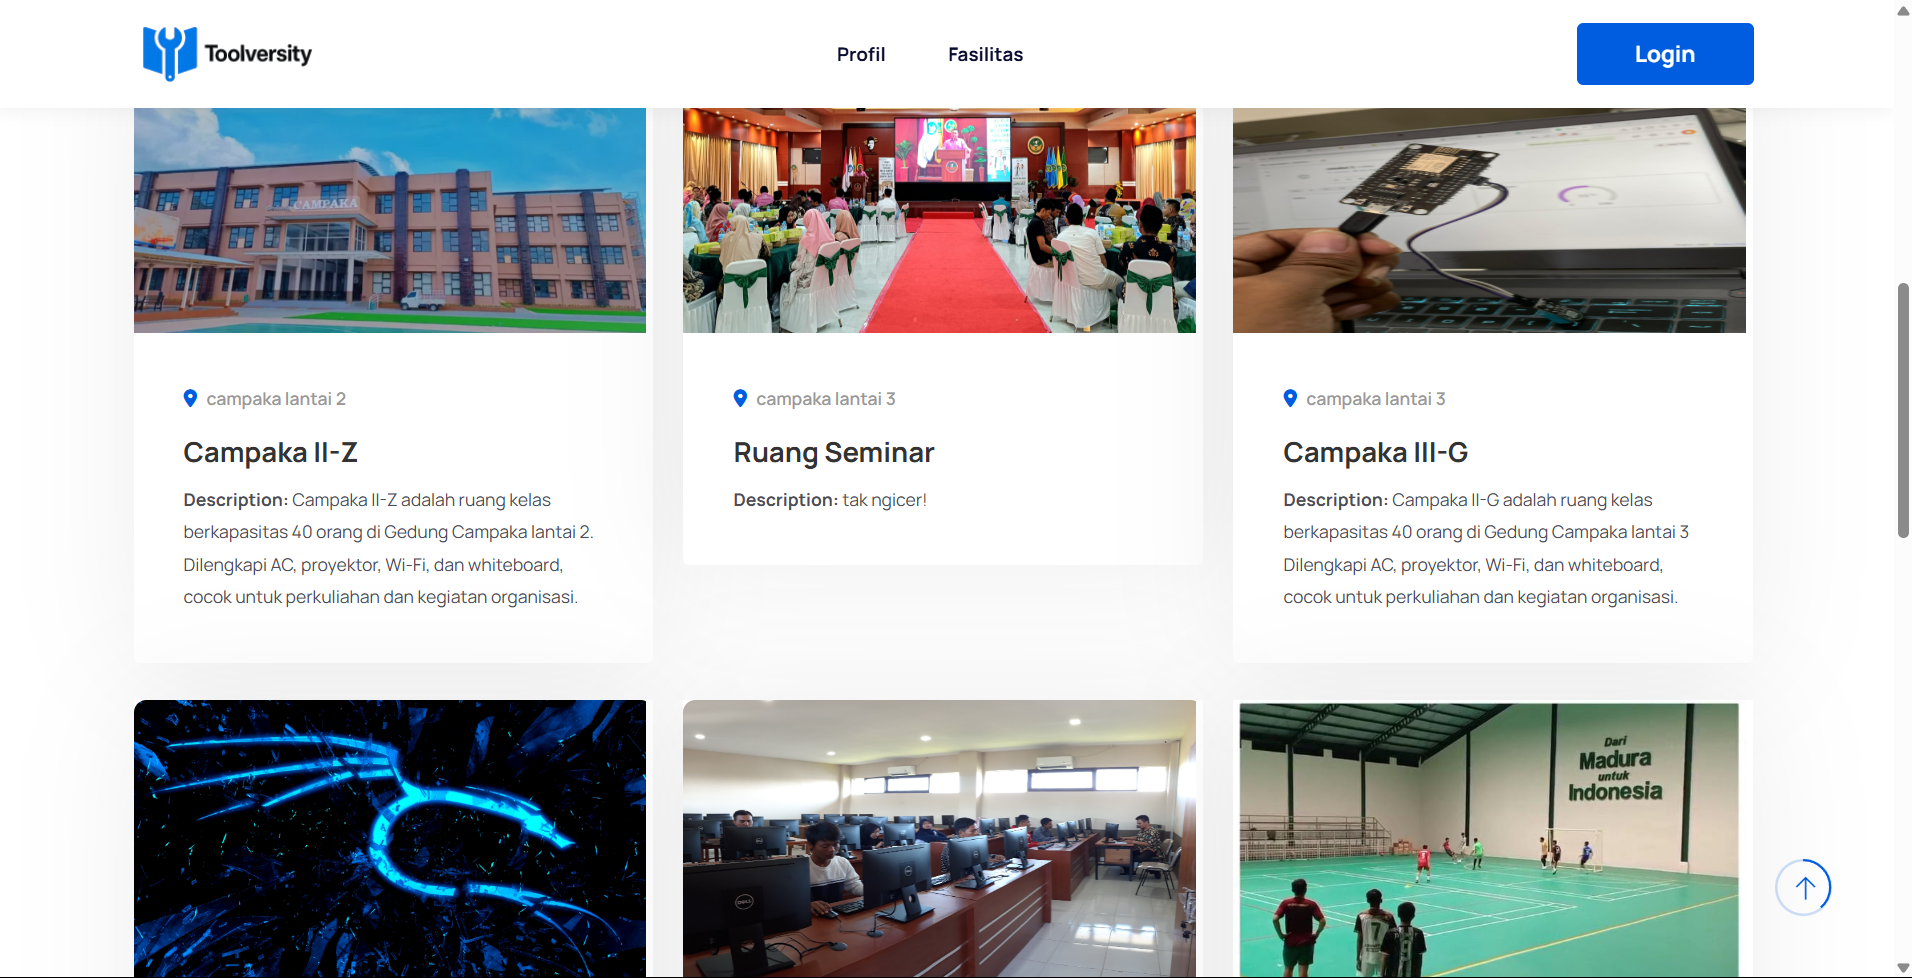 Toolversity
Profil
Fasilitas
Login
CAMPAKA
campaka lantai 2
Campaka II-Z
Description: Campaka II-Z adalah ruang kelas
berkapasitas 40 orang di Gedung Campaka lantai 2.
Dilengkapi AC, proyektor, Wi-Fi, dan whiteboard,
cocok untuk perkuliahan dan kegiatan organisasi.
campaka lantai 3
Ruang Seminar
Description: tak ngicer!
campaka lantai 3
Campaka III-G
Description: Campaka II-G adalah ruang kelas
berkapasitas 40 orang di Gedung Campaka lantai 3
Dilengkapi AC, proyektor, Wi-Fi, dan whiteboard,
cocok untuk perkuliahan dan kegiatan organisasi.
DELL
Dari
Madura
untuk
Indonesia
7